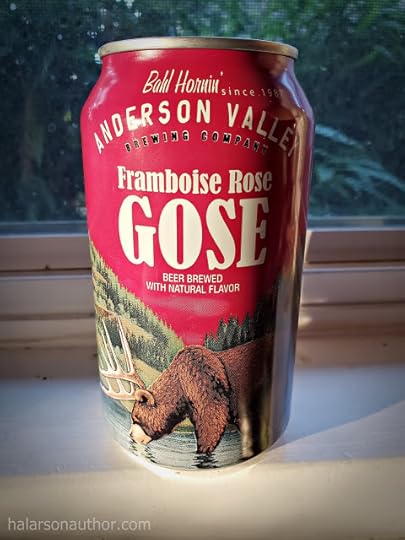 Bahl Hornin'
since 198
ANDERSON VALLEY
BREWING COMPANY
Framboise Rose
GOSE
BEER BREWED
WITH NATURAL FLAVOR
halarsonauthor.com